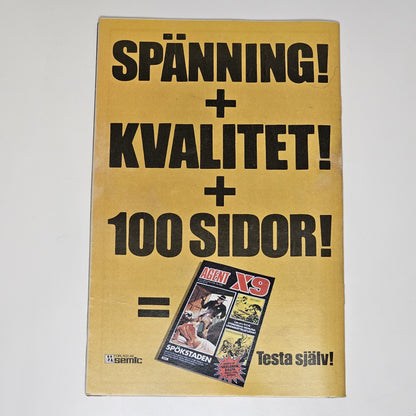 SPÄNNING!
+
KVALITET!
+
100 SIDOR!
=
AGENT X9
SPÖKSTADEN
semic
Testa själv!